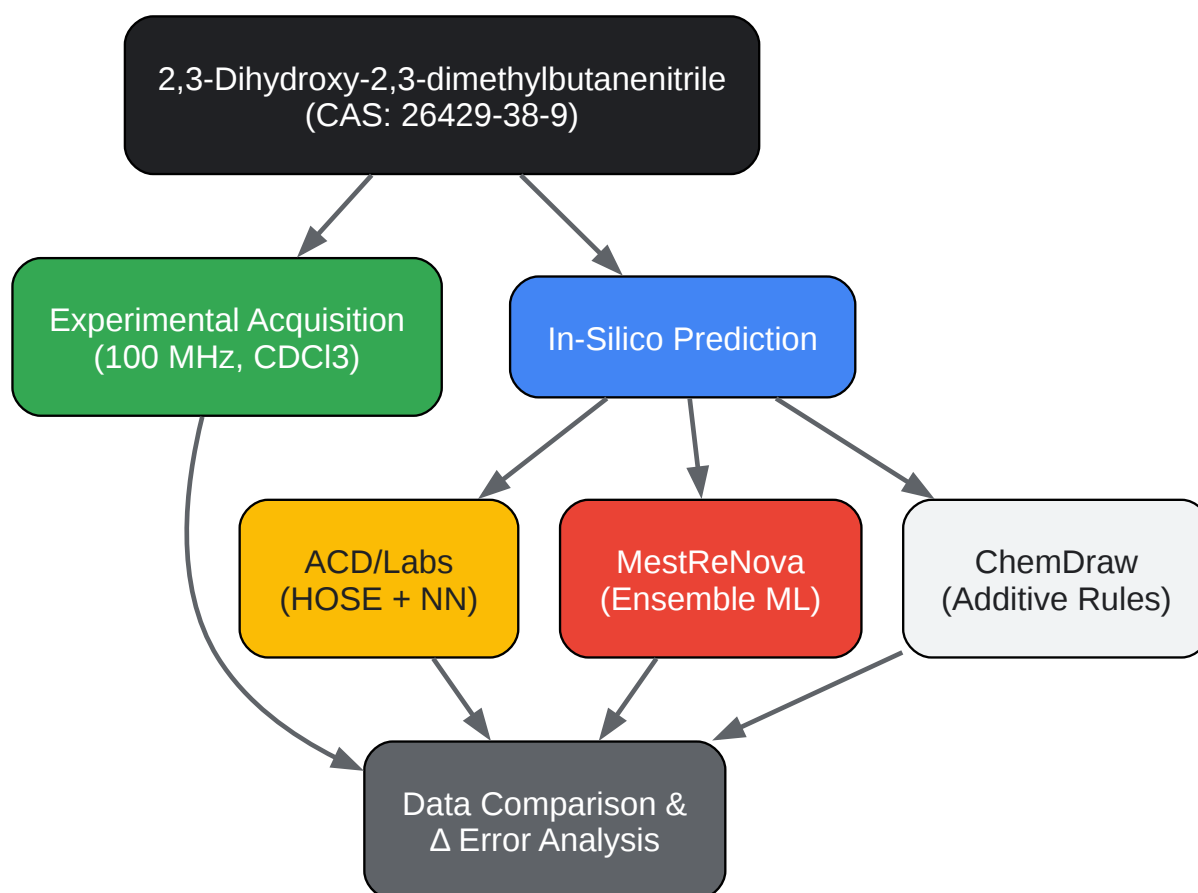 2,3-Dihydroxy-2,3-dimethylbutanenitrile
(CAS: 26429-38-9)
Experimental Acquisition
(100 MHz, CDCl3)
In-Silico Prediction
ACD/Labs
(HOSE + NN)
MestReNova
(Ensemble ML)
ChemDraw
(Additive Rules)
Data Comparison &
Δ Error Analysis